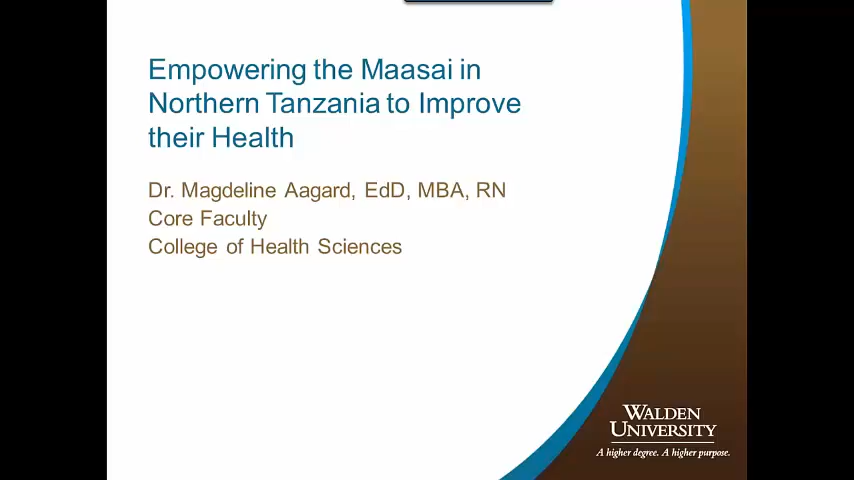 Empowering the Maasai in
Northern Tanzania to Improve
their Health
Dr. Magdeline Aagard, EdD, MBA, RN
Core Faculty
College of Health Sciences
WALDEN
UNIVERSITY
A higher degree. A higher purpose.